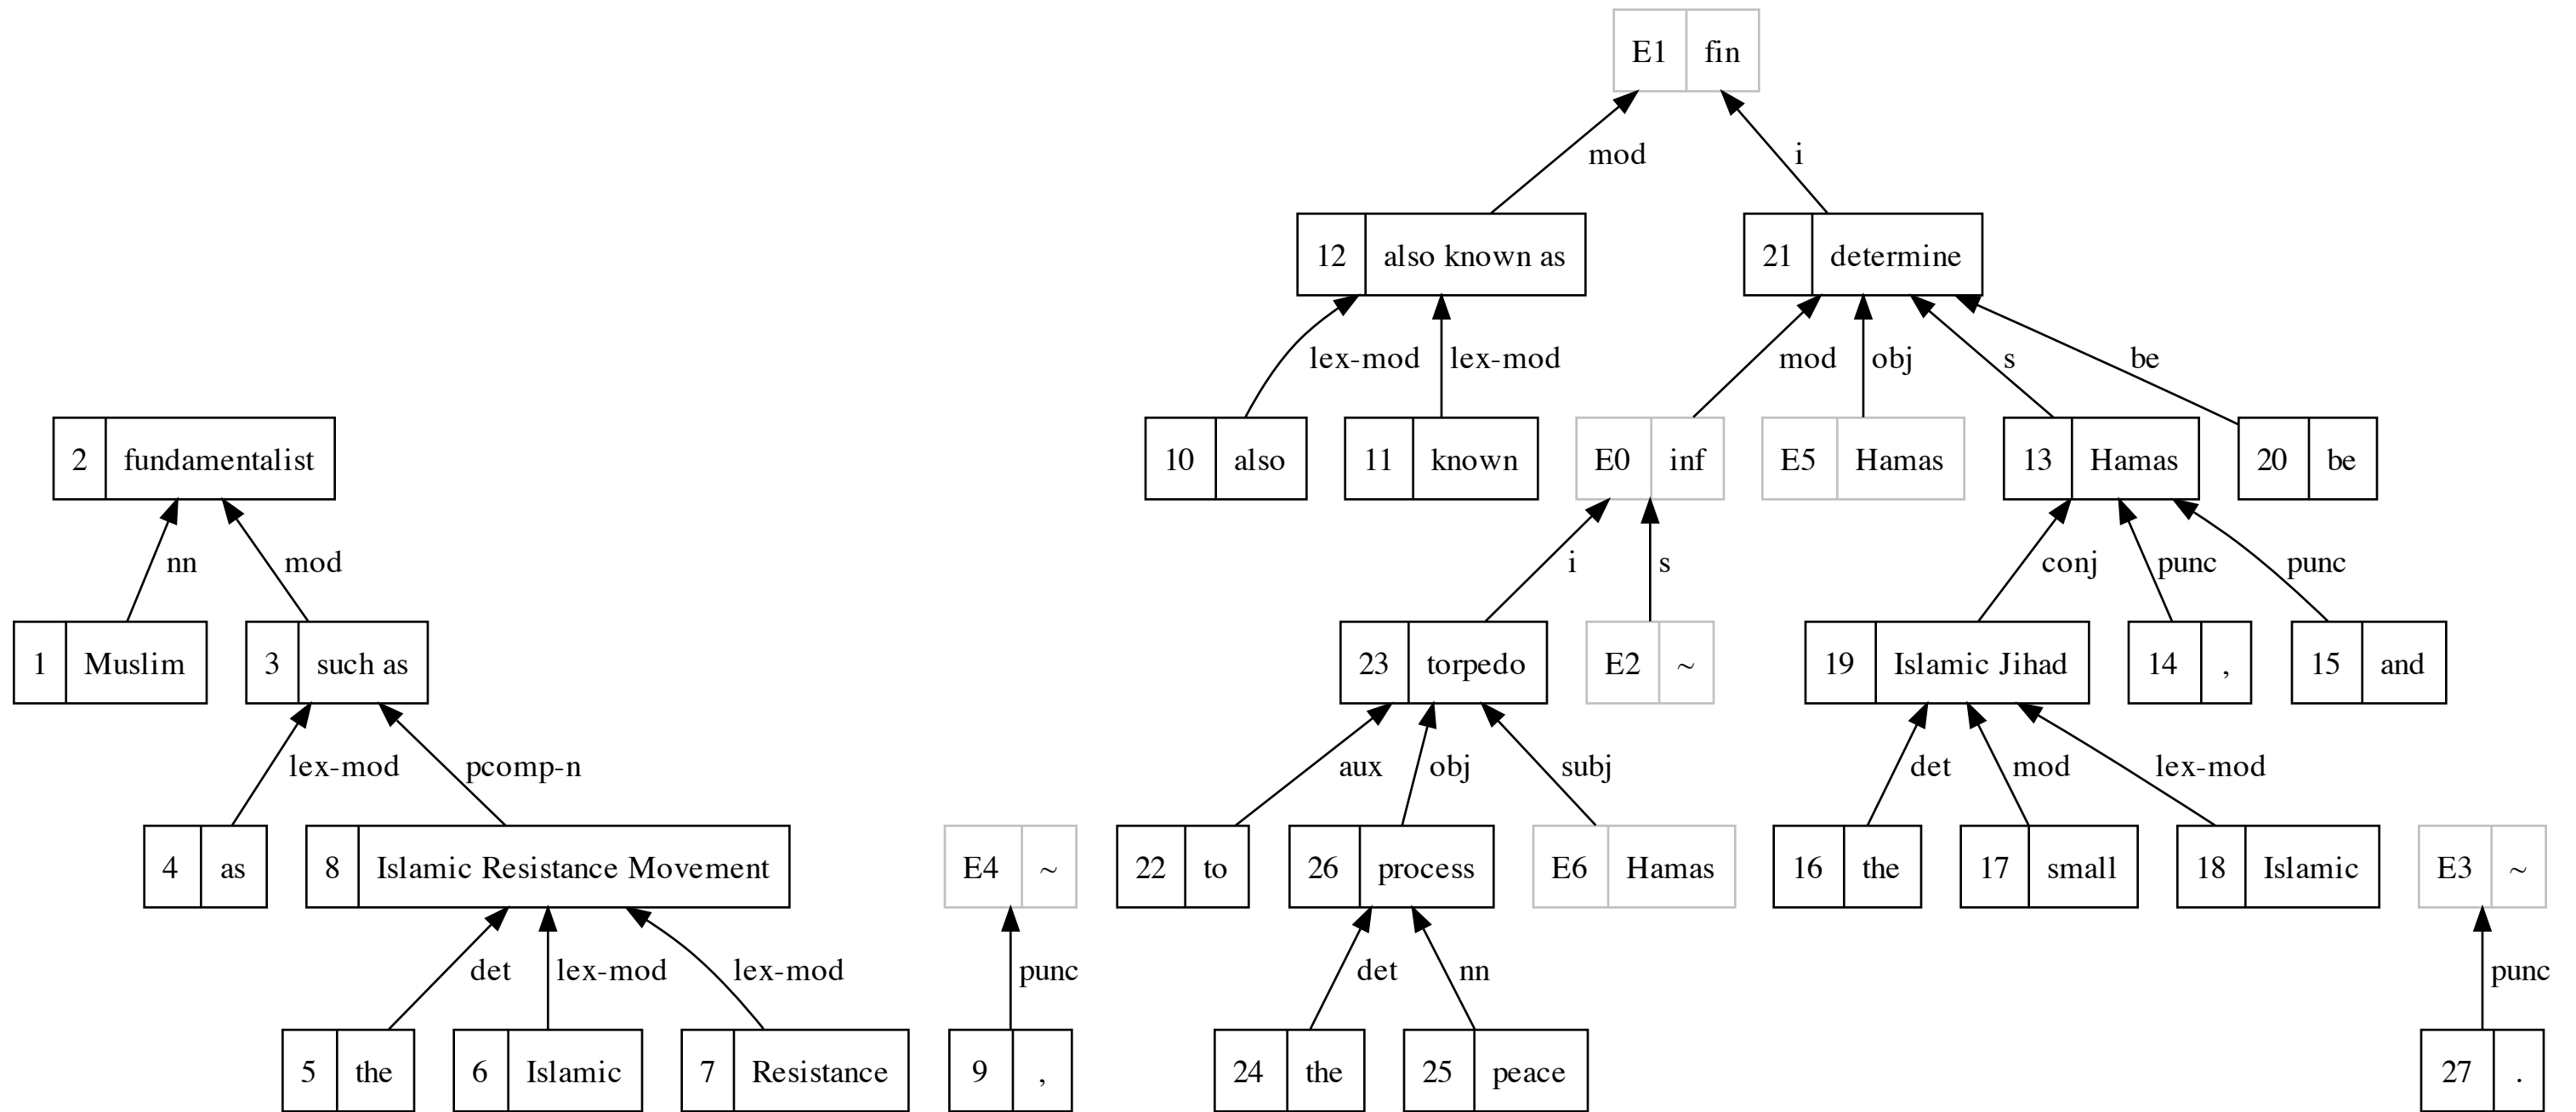 E1 fin
mod i
12 also known as 21 determine
lex-mod lex-mod mod obj s be
2 fundamentalist 10 also 11 known E0 inf E5 Hamas 13 Hamas 20 be
nn mod i s conj punc punc
1 Muslim 3 such as 23 torpedo E2 ~ 19 Islamic Jihad 14 , 15 and
lex-mod pcomp-n aux obj subj det mod lex-mod
4 as 8 Islamic Resistance Movement E4 ~ 22 to 26 process E6 Hamas 16 the 17 small 18 Islamic E3 ~
det lex-mod lex-mod punc det nn punc
5 the 6 Islamic 7 Resistance 9 , 24 the 25 peace 27 .